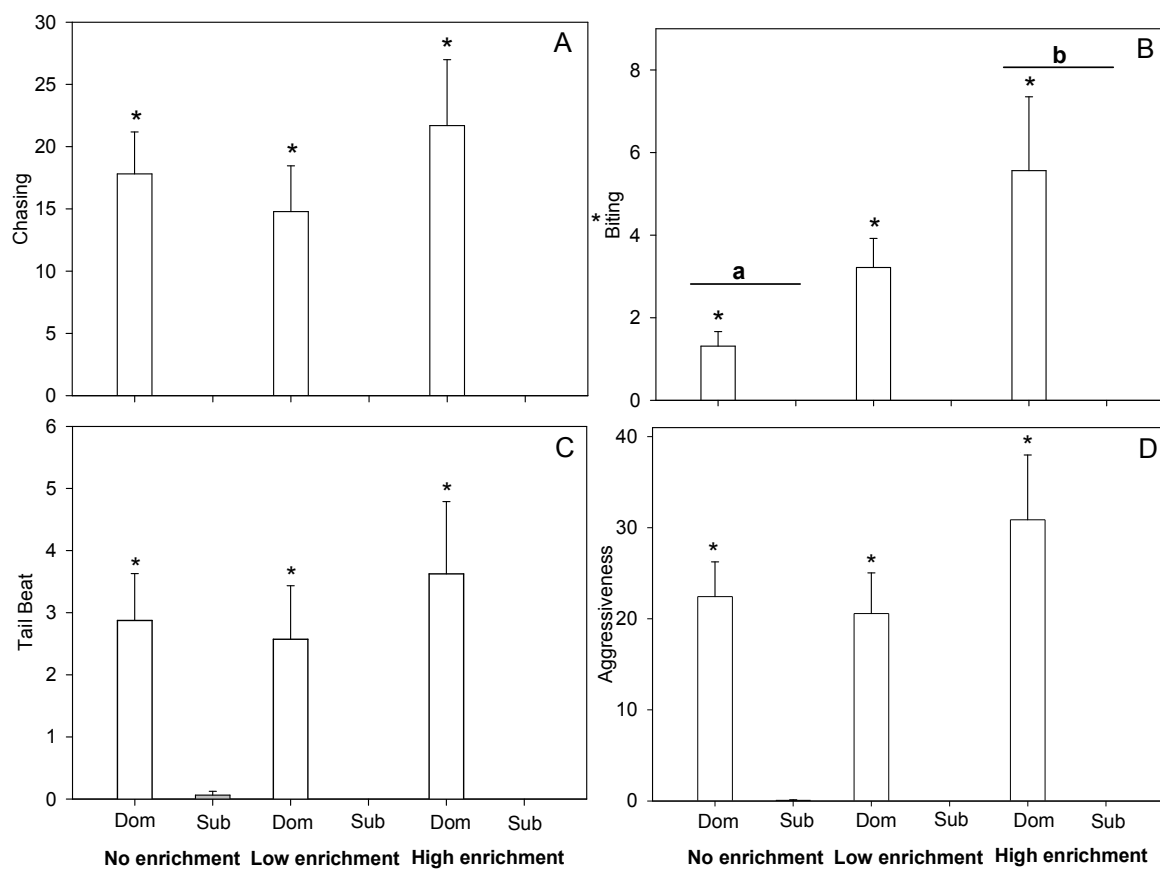 A
30
25
20
15
10
5
0
Chasing
*
*
*
B
8
6
4
2
0
*
Biting
a
b
*
*
*
C
6
5
4
3
2
1
0
Tail Beat
*
*
*
Dom Sub Dom Sub Dom Sub
No enrichment Low enrichment High enrichment
D
40
30
20
10
0
Aggressiveness
*
*
*
Dom Sub Dom Sub Dom Sub
No enrichment Low enrichment High enrichment